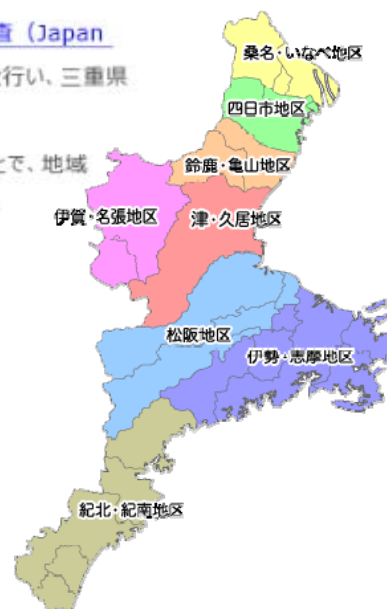 査（Japan
行い、三重県
とで、地域
桑名・いなべ地区
四日市地区
鈴鹿・亀山地区
伊賀・名張地区
津・久居地区
松阪地区
伊勢・志摩地区
紀北・紀南地区